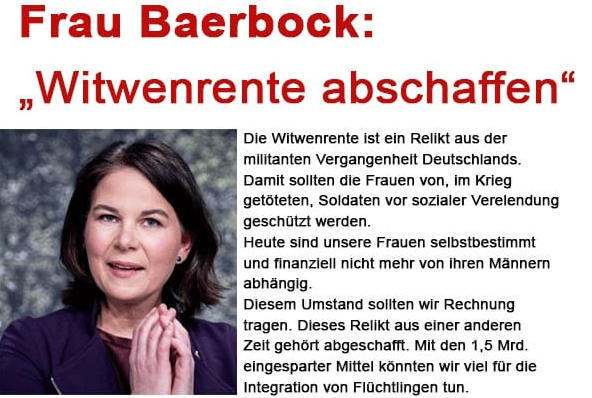 Frau Baerbock:
„Witwenrente abschaffen“
Die Witwenrente ist ein Relikt aus der
militanten Vergangenheit Deutschlands.
Damit sollten die Frauen von, im Krieg
getöteten, Soldaten vor sozialer Verelendung
geschützt werden.
Heute sind unsere Frauen selbstbestimmt
und finanziell nicht mehr von ihren Männern
abhängig.
Diesem Umstand sollten wir Rechnung
tragen. Dieses Relikt aus einer anderen
Zeit gehört abgeschafft. Mit den 1,5 Mrd.
eingesparter Mittel könnten wir viel für die
Integration von Flüchtlingen tun.